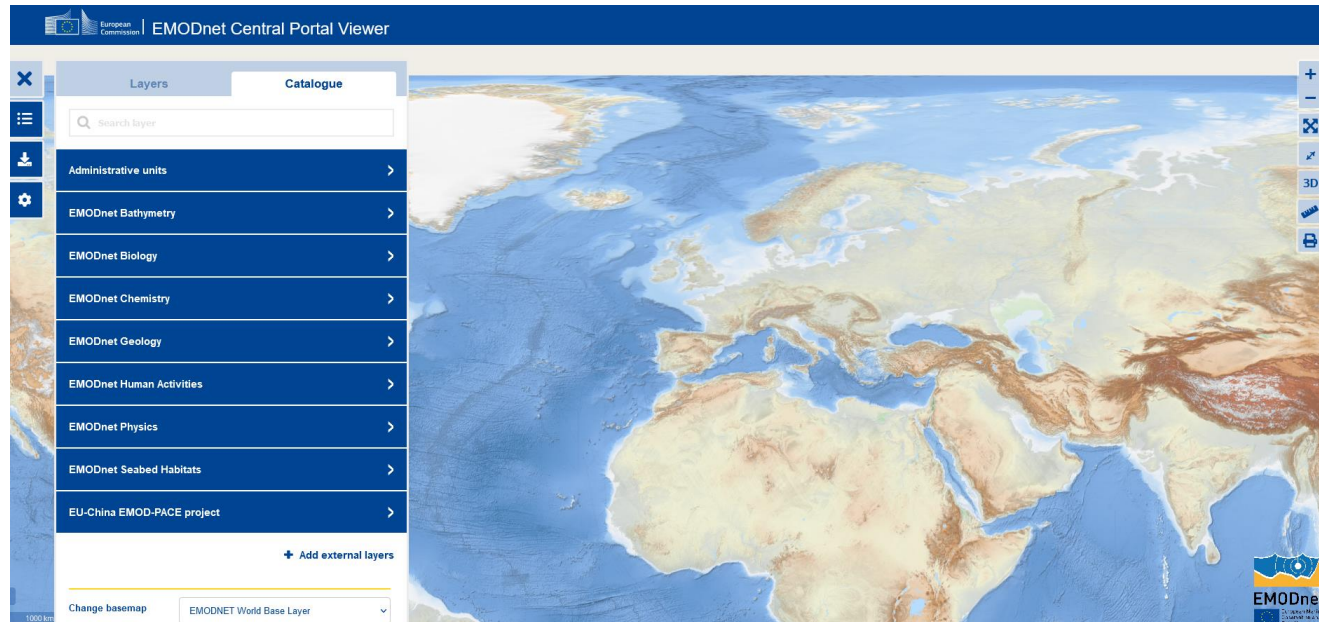 European
Commission
EMODnet Central Portal Viewer
Layers
Catalogue
Search layer
Administrative units
EMODnet Bathymetry
EMODnet Biology
EMODnet Chemistry
EMODnet Geology
EMODnet Human Activities
EMODnet Physics
EMODnet Seabed Habitats
EU-China EMOD-PACE project
+ Add external layers
Change basemap
EMODNET World Base Layer
1000 km
3D
EMODne